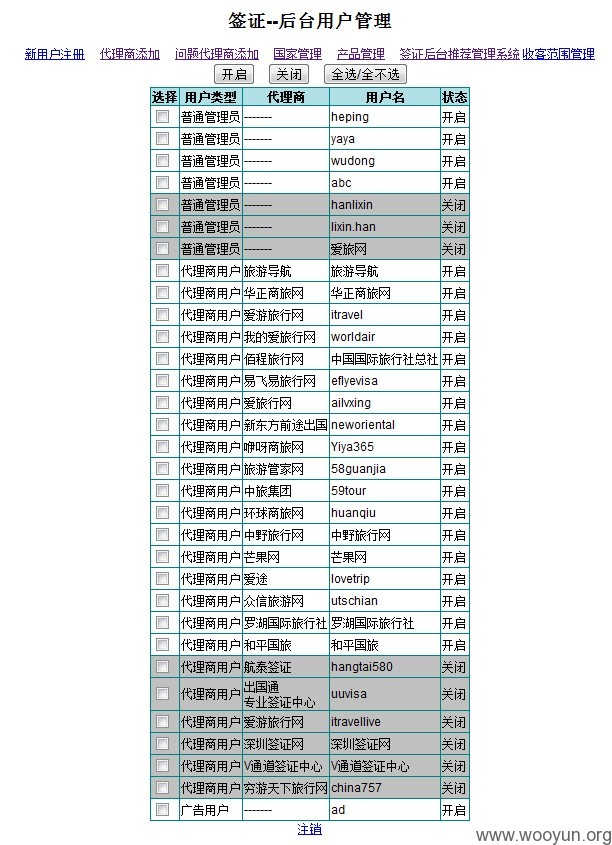 签证--后台用户管理
新用户注册 代理商添加 问题代理商添加 国家管理 产品管理 签证后台推荐管理系统 收客范围管理
开启 关闭 全选/全不选
选择 用户类型 代理商 用户名 状态
普通管理员 ------- heping 开启
普通管理员 ------- yaya 开启
普通管理员 ------- wudong 开启
普通管理员 ------- abc 开启
普通管理员 ------- hanlixin 关闭
普通管理员 ------- lixin.han 关闭
普通管理员 ------- 爱旅网 关闭
代理商用户 旅游导航 旅游导航 开启
代理商用户 华正商旅网 华正商旅网 开启
代理商用户 爱游旅行网 itravel 开启
代理商用户 我的爱旅行网 worldair 开启
代理商用户 佰程旅行网 中国国际旅行社总社 开启
代理商用户 易飞易旅行网 eflyevisa 开启
代理商用户 爱旅行网 ailvxing 开启
代理商用户 新东方前途出国 neworiental 开启
代理商用户 咿呀商旅网 Yiya365 开启
代理商用户 旅游管家网 58guanjia 开启
代理商用户 中旅集团 59tour 开启
代理商用户 环球商旅网 huanqiu 开启
代理商用户 中野旅行网 中野旅行网 开启
代理商用户 芒果网 芒果网 开启
代理商用户 爱途 lovetrip 开启
代理商用户 众信旅游网 utschian 开启
代理商用户 罗湖国际旅行社 罗湖国际旅行社 开启
代理商用户 和平国旅 和平国旅 开启
代理商用户 航泰签证 hangtai580 关闭
代理商用户 出国通 uuvisa 关闭
专业签证中心
代理商用户 爱游旅行网 itravellive 关闭
代理商用户 深圳签证网 深圳签证网 关闭
代理商用户 V通道签证中心 V通道签证中心 关闭
代理商用户 穷游天下旅行网 china757 关闭
广告用户 ------- ad 开启
注销
www.wooyun.org